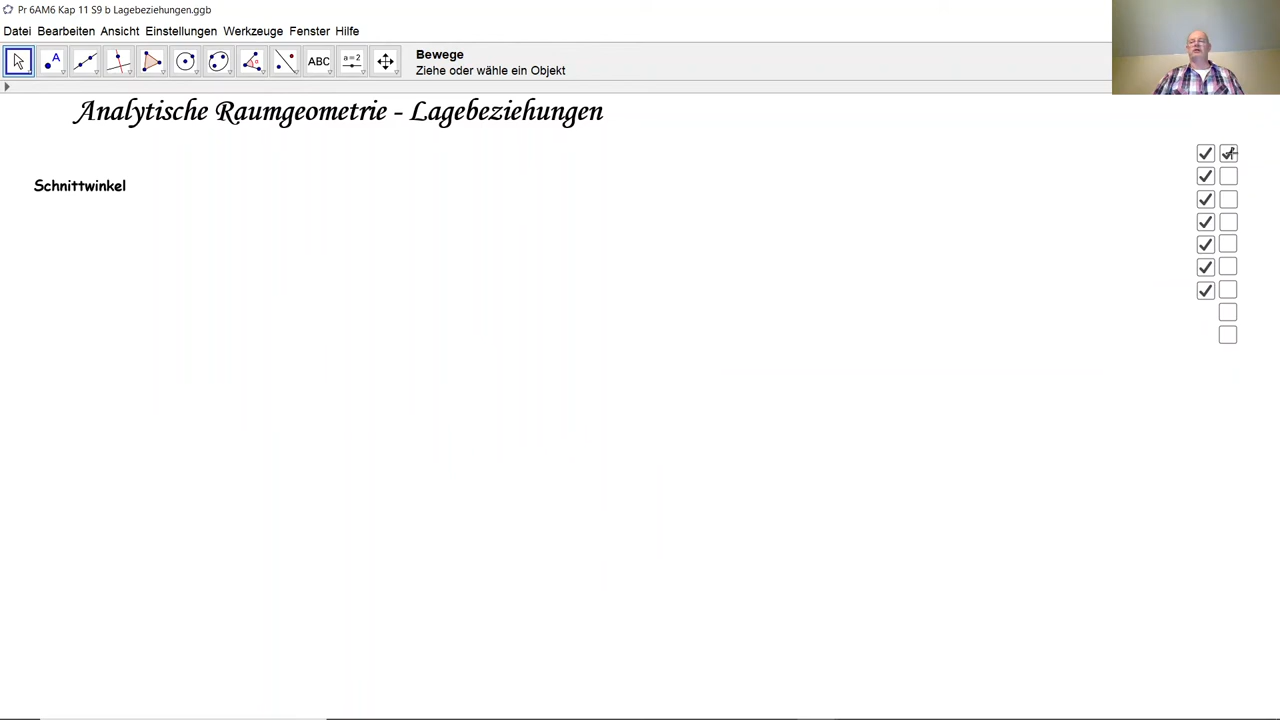 Pr 6AM6 Kap 11 S9 b Lagebeziehungen.ggb
Datei Bearbeiten Ansicht Einstellungen Werkzeuge Fenster Hilfe
A
ABC
a=2
Bewege
Ziehe oder wähle ein Objekt
Analytische Raumgeometrie - Lagebeziehungen
Schnittwinkel